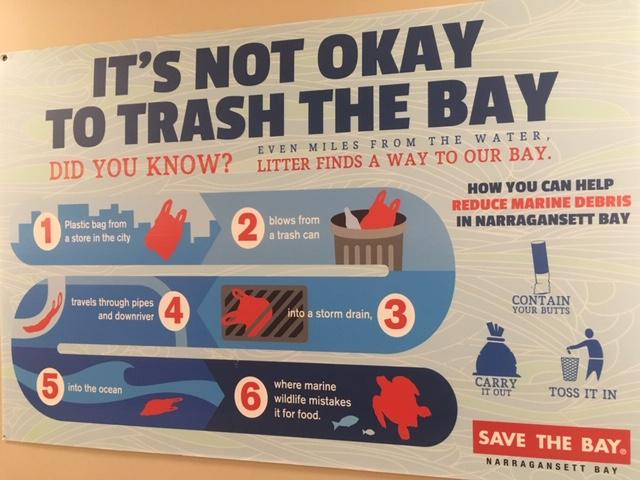 IT'S NOT OKAY
TO TRASH THE BAY
DID YOU KNOW?
EVEN MILES FROM THE WATER,
LITTER FINDS A WAY TO OUR BAY.
1
Plastic bag from
a store in the city
2
blows from
a trash can
into a storm drain,
3
travels through pipes
and downriver
4
5
into the ocean
6
where marine
wildlife mistakes
it for food.
HOW YOU CAN HELP
REDUCE MARINE DEBRIS
IN NARRAGANSETT BAY
CONTAIN
YOUR BUTTS
CARRY
IT OUT
TOSS IT IN
SAVE THE BAY®
NARRAGANSETT BAY